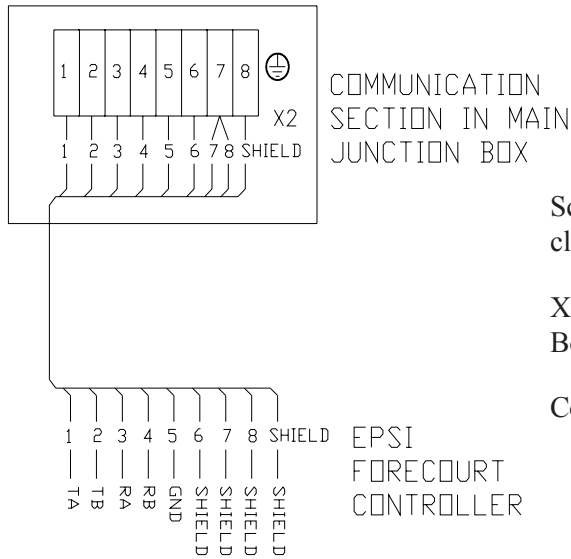 1 2 3 4 5 6 7 8
X2
1 2 3 4 5 6 7 8 SHIELD
COMMUNICATION
SECTION IN MAIN
JUNCTION BOX
1 2 3 4 5 6 7 8 SHIELD
TA TB RA RB GND SHIELD SHIELD SHIELD SHIELD
EPSI
FORECOURT
CONTROLLER
X